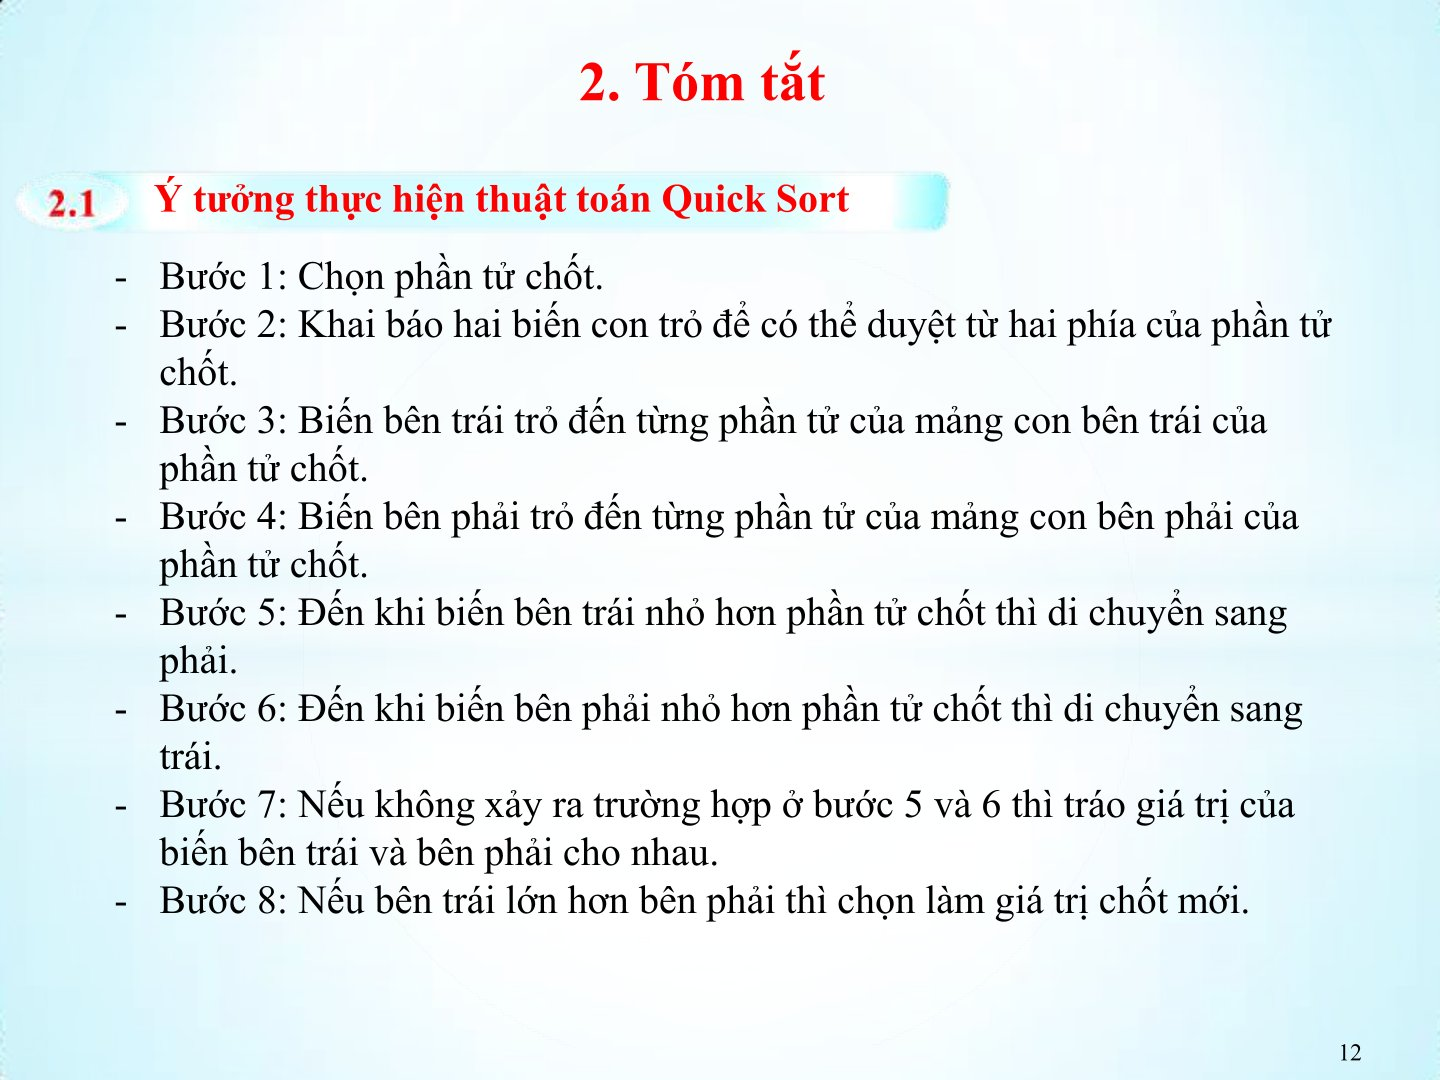 2. Tóm tắt
2.1 Ý tưởng thực hiện thuật toán Quick Sort
- Bước 1: Chọn phần tử chốt.
- Bước 2: Khai báo hai biến con trỏ để có thể duyệt từ hai phía của phần tử
chốt.
- Bước 3: Biến bên trái trỏ đến từng phần tử của mảng con bên trái của
phần tử chốt.
- Bước 4: Biến bên phải trỏ đến từng phần tử của mảng con bên phải của
phần tử chốt.
- Bước 5: Đến khi biến bên trái nhỏ hơn phần tử chốt thì di chuyển sang
phải.
- Bước 6: Đến khi biến bên phải nhỏ hơn phần tử chốt thì di chuyển sang
trái.
- Bước 7: Nếu không xảy ra trường hợp ở bước 5 và 6 thì tráo giá trị của
biến bên trái và bên phải cho nhau.
- Bước 8: Nếu bên trái lớn hơn bên phải thì chọn làm giá trị chốt mới.
12